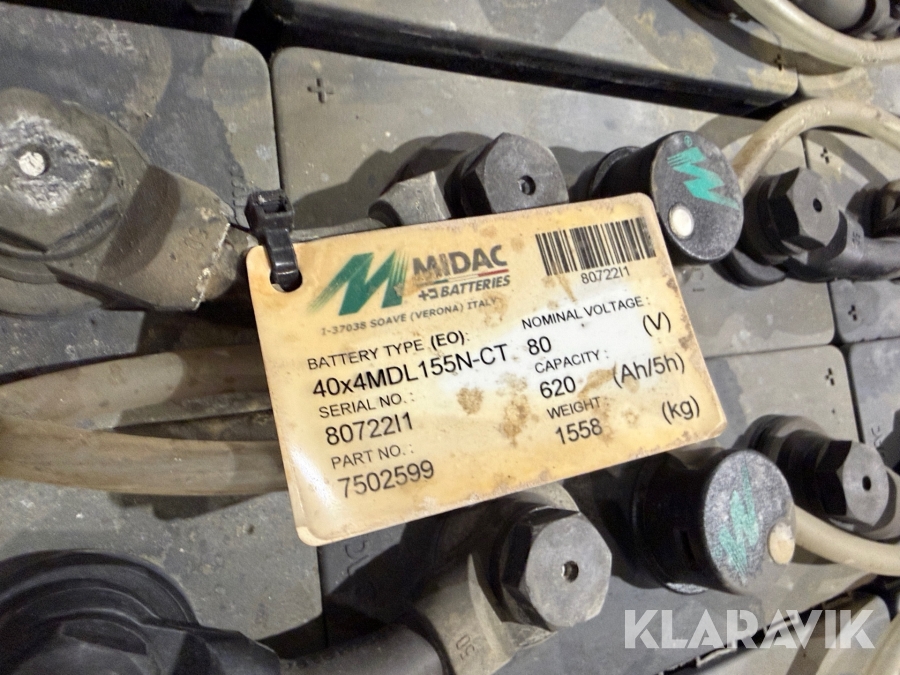 MIDAC
BATTERIES
I-37038 SOAVE (VERONA) ITALY
8072211
BATTERY TYPE (EO):
40x4MDL155N-CT
SERIAL NO. :
8072211
PART NO. :
7502599
NOMINAL VOLTAGE :
80 (V)
CAPACITY :
620 (Ah/5h)
WEIGHT :
1558 (kg)
KLARAVIK